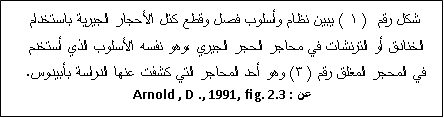 شكل رقم ( ١ ) يبين نظام وأسلوب فصل وقطع كتل الأحجار الجيرية باستخدام
الخنادق أو الترنشات في محاجر الحجر الجيري ،وهو نفسه الأسلوب الذي أستخدم
في المحجر المغلق رقم (٣) وهو أحد المحاجر التي كشفت عنها الدراسة بأبينوس.
عن : Arnold , D ., 1991, fig. 2.3